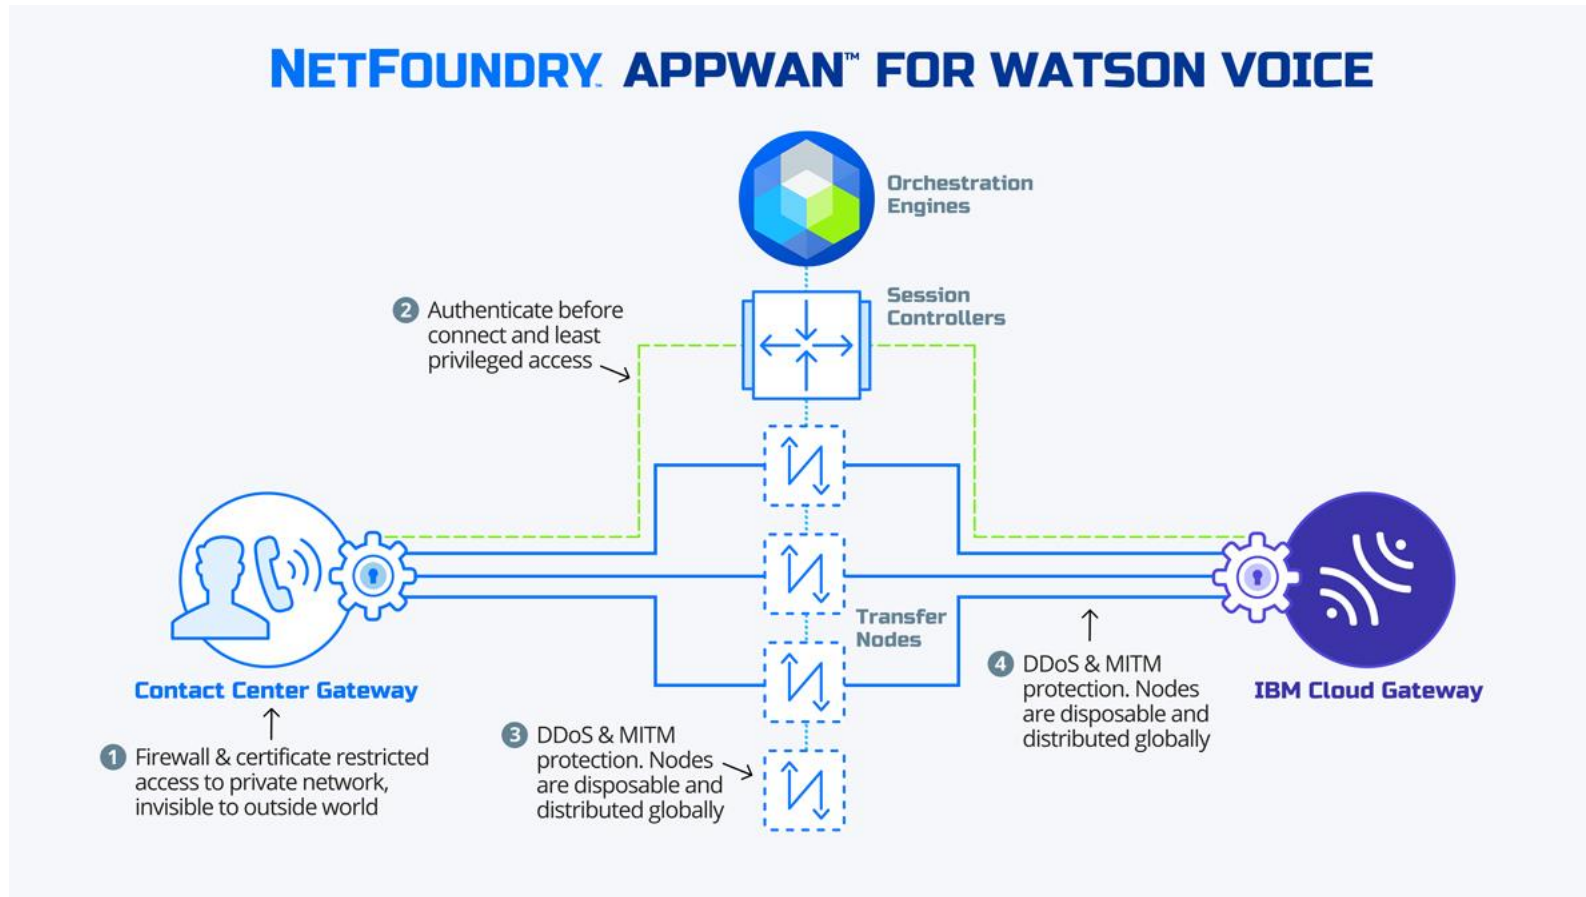 NETFOUNDRY™ APPWAN™ FOR WATSON VOICE
Orchestration
Engines
Session
Controllers
2 Authenticate before
connect and least
privileged access
Transfer
Nodes
Contact Center Gateway
1 Firewall & certificate restricted
access to private network,
invisible to outside world
3 DDoS & MITM
protection. Nodes
are disposable and
distributed globally
4 DDoS & MITM
protection. Nodes
are disposable and
distributed globally
IBM Cloud Gateway